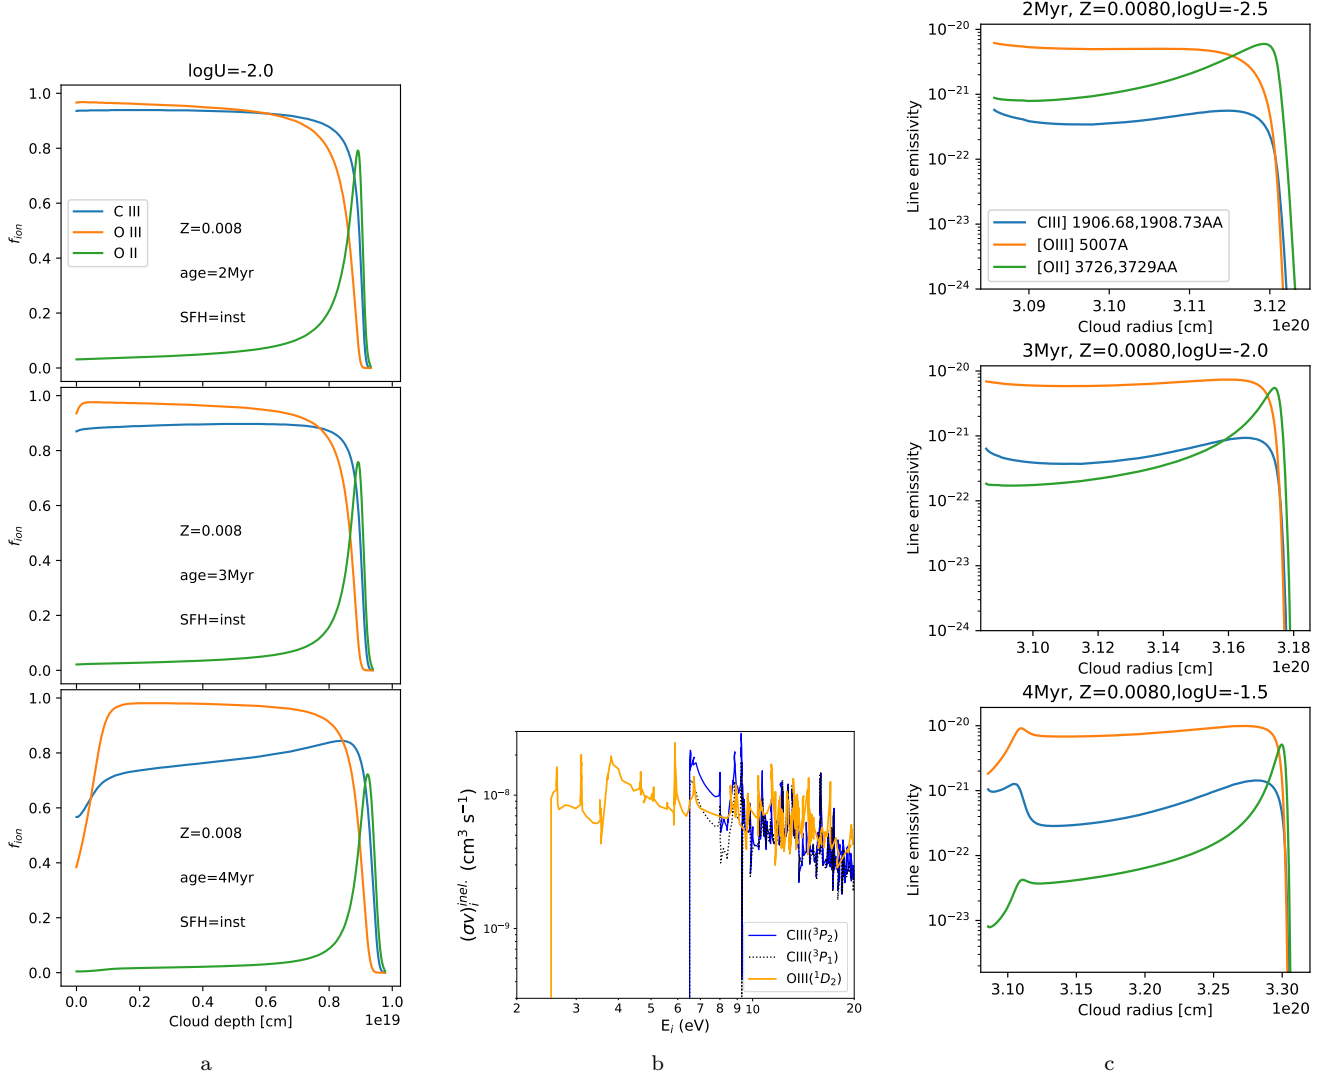 logU=-2.0
1.0
0.8
0.6
0.4
0.2
0.0
f_ion
C III
O III
O II
Z=0.008
age=2Myr
SFH=inst
1.0
0.8
0.6
0.4
0.2
0.0
f_ion
Z=0.008
age=3Myr
SFH=inst
1.0
0.8
0.6
0.4
0.2
0.0
f_ion
Z=0.008
age=4Myr
SFH=inst
0.0 0.2 0.4 0.6 0.8 1.0
Cloud depth [cm] 1e19
a
(σv)_i^{inel.} (cm³ s⁻¹)
10⁻⁸
10⁻⁹
CIII(³P₂)
CIII(³P₁)
OIII(¹D₂)
2 3 4 5 6 7 8 9 10 20
E_i (eV)
b
2Myr, Z=0.0080,logU=-2.5
10⁻²⁰
10⁻²¹
10⁻²²
10⁻²³
10⁻²⁴
Line emissivity
CIII] 1906.68,1908.73AA
[OIII] 5007A
[OII] 3726,3729AA
3.09 3.10 3.11 3.12
Cloud radius [cm] 1e20
3Myr, Z=0.0080,logU=-2.0
10⁻²⁰
10⁻²¹
10⁻²²
10⁻²³
10⁻²⁴
Line emissivity
3.10 3.12 3.14 3.16 3.18
Cloud radius [cm] 1e20
4Myr, Z=0.0080,logU=-1.5
10⁻²⁰
10⁻²¹
10⁻²²
10⁻²³
Line emissivity
3.10 3.15 3.20 3.25 3.30
Cloud radius [cm] 1e20
c